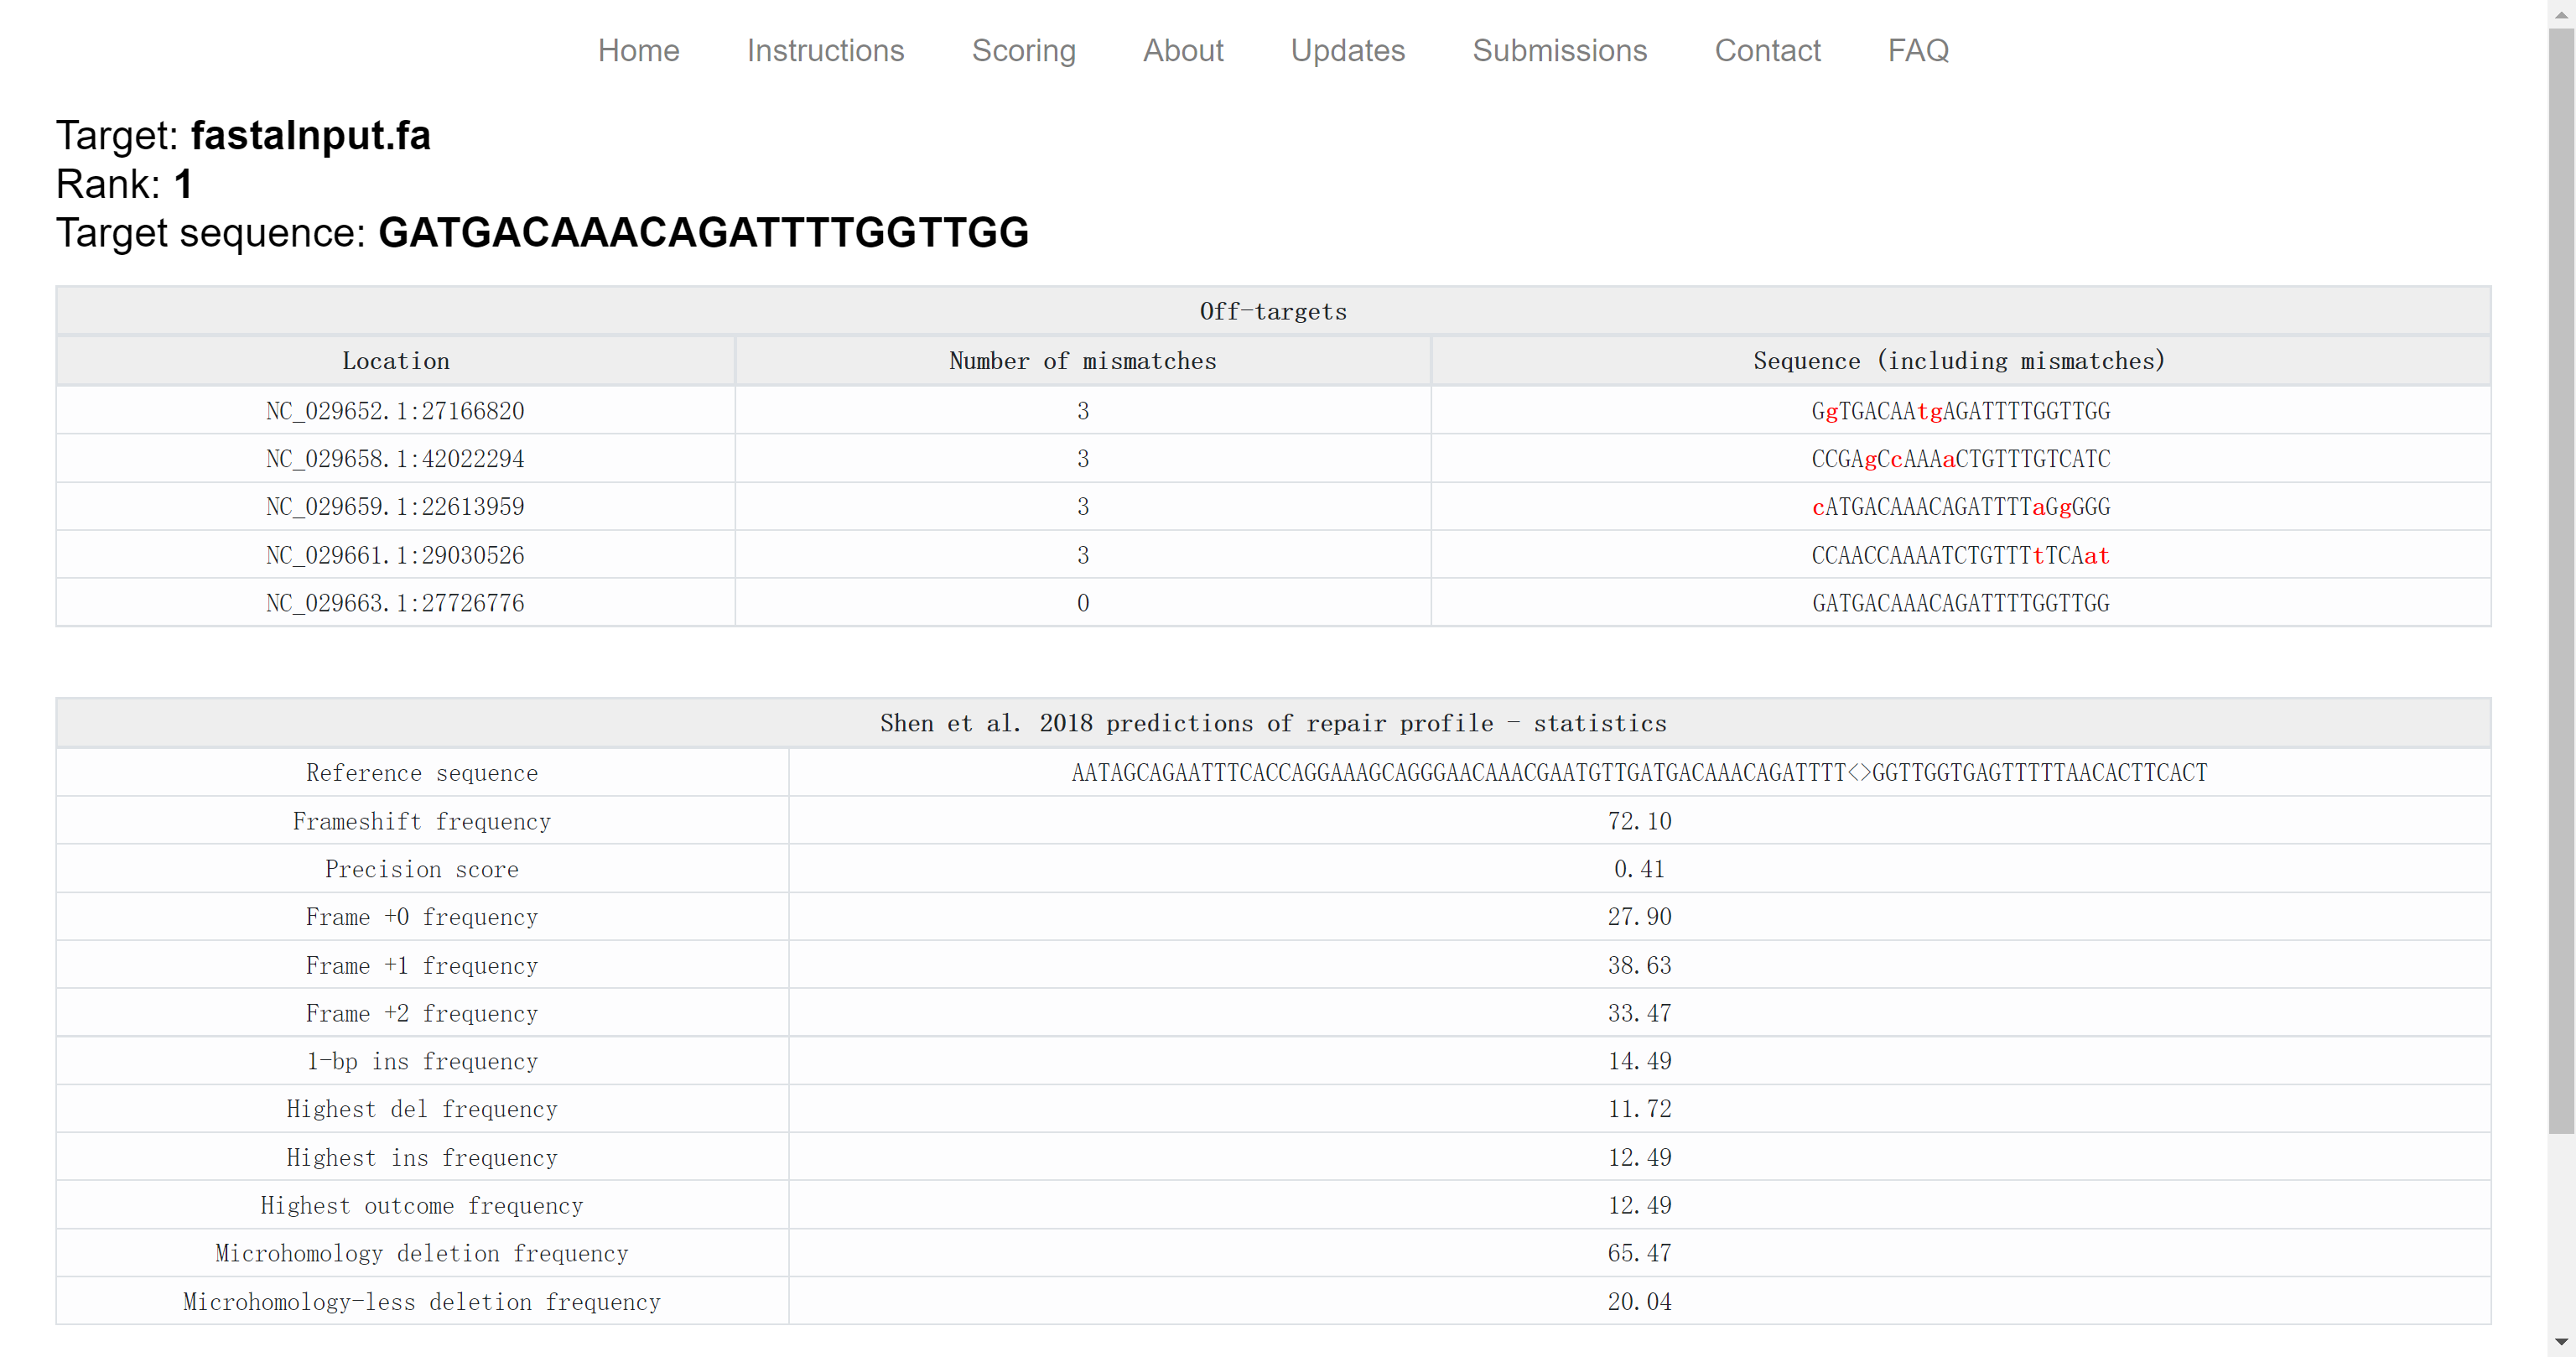 Home Instructions Scoring About Updates Submissions Contact FAQ
Target: fastaInput.fa
Rank: 1
Target sequence: GATGACAAACAGATTTTGGTTGG
Off-targets
Location Number of mismatches Sequence (including mismatches)
NC_029652.1:27166820 3 GgTGACAAtgAGATTTTGGTTGG
NC_029658.1:42022294 3 CCGAgCcAAAaCTGTTTGTCATC
NC_029659.1:22613959 3 cATGACAAACAGATTTTaGgGGG
NC_029661.1:29030526 3 CCAACCAAAATCTGTTTtTCAat
NC_029663.1:27726776 0 GATGACAAACAGATTTTGGTTGG
Shen et al. 2018 predictions of repair profile - statistics
Reference sequence AATAGCAGAATTTCACCAGGAAAGCAGGGAACAAACGAATGTTGATGACAAACAGATTTT<>GGTTGGTGAGTTTTTAACACTTCACT
Frameshift frequency 72.10
Precision score 0.41
Frame +0 frequency 27.90
Frame +1 frequency 38.63
Frame +2 frequency 33.47
1-bp ins frequency 14.49
Highest del frequency 11.72
Highest ins frequency 12.49
Highest outcome frequency 12.49
Microhomology deletion frequency 65.47
Microhomology-less deletion frequency 20.04